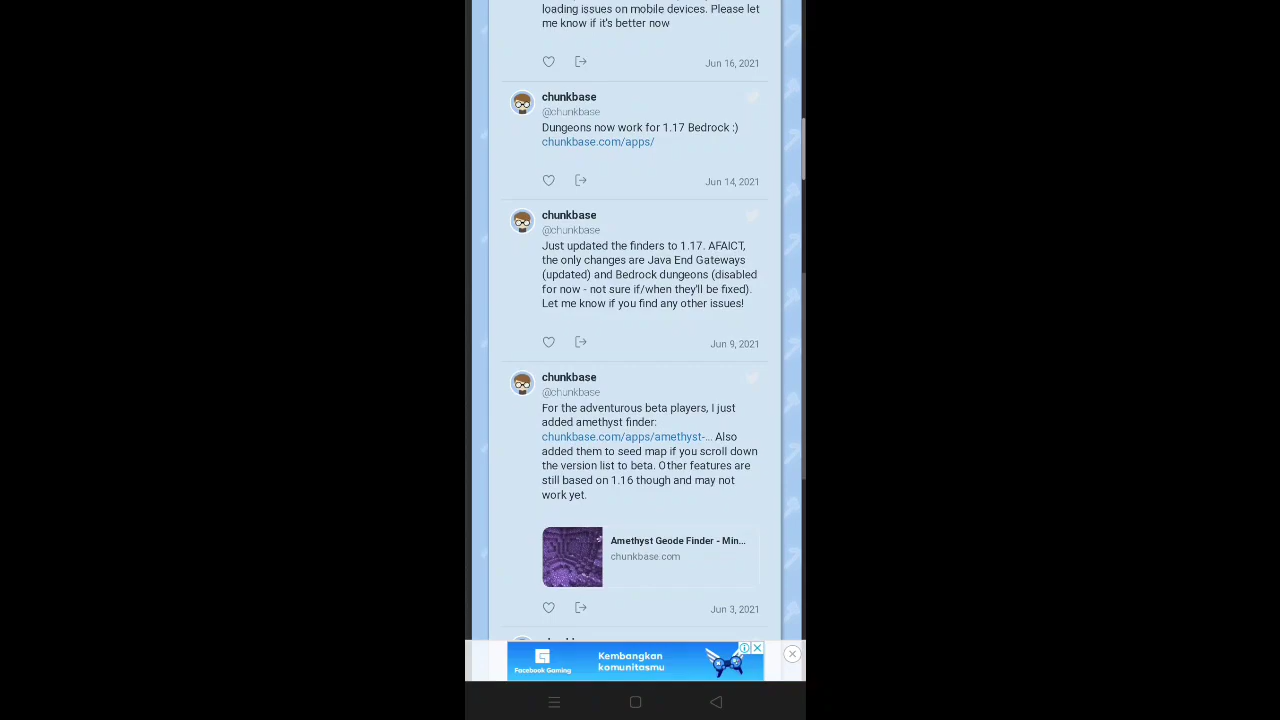 loading issues on mobile devices. Please let
me know if it's better now
Jun 16, 2021
chunkbase
@chunkbase
Dungeons now work for 1.17 Bedrock :)
chunkbase.com/apps/
Jun 14, 2021
chunkbase
@chunkbase
Just updated the finders to 1.17. AFAICT,
the only changes are Java End Gateways
(updated) and Bedrock dungeons (disabled
for now - not sure if/when they'll be fixed).
Let me know if you find any other issues!
Jun 9, 2021
chunkbase
@chunkbase
For the adventurous beta players, I just
added amethyst finder:
chunkbase.com/apps/amethyst-... Also
added them to seed map if you scroll down
the version list to beta. Other features are
still based on 1.16 though and may not
work yet.
Amethyst Geode Finder - Min...
chunkbase.com
Jun 3, 2021
Facebook Gaming
Kembangkan
komunitasmu